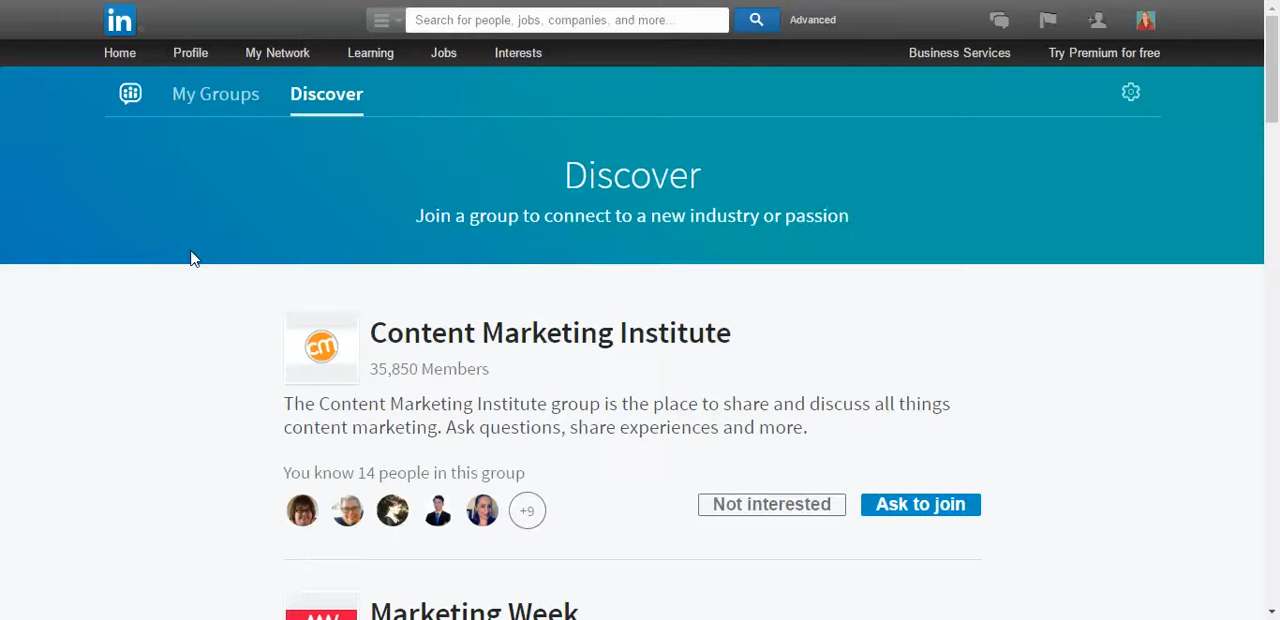 in
Search for people, jobs, companies, and more...
Advanced
Home Profile My Network Learning Jobs Interests Business Services Try Premium for free
My Groups Discover
Discover
Join a group to connect to a new industry or passion
cm
Content Marketing Institute
35,850 Members
The Content Marketing Institute group is the place to share and discuss all things
content marketing. Ask questions, share experiences and more.
You know 14 people in this group
+9 Not interested Ask to join
Marketing Week